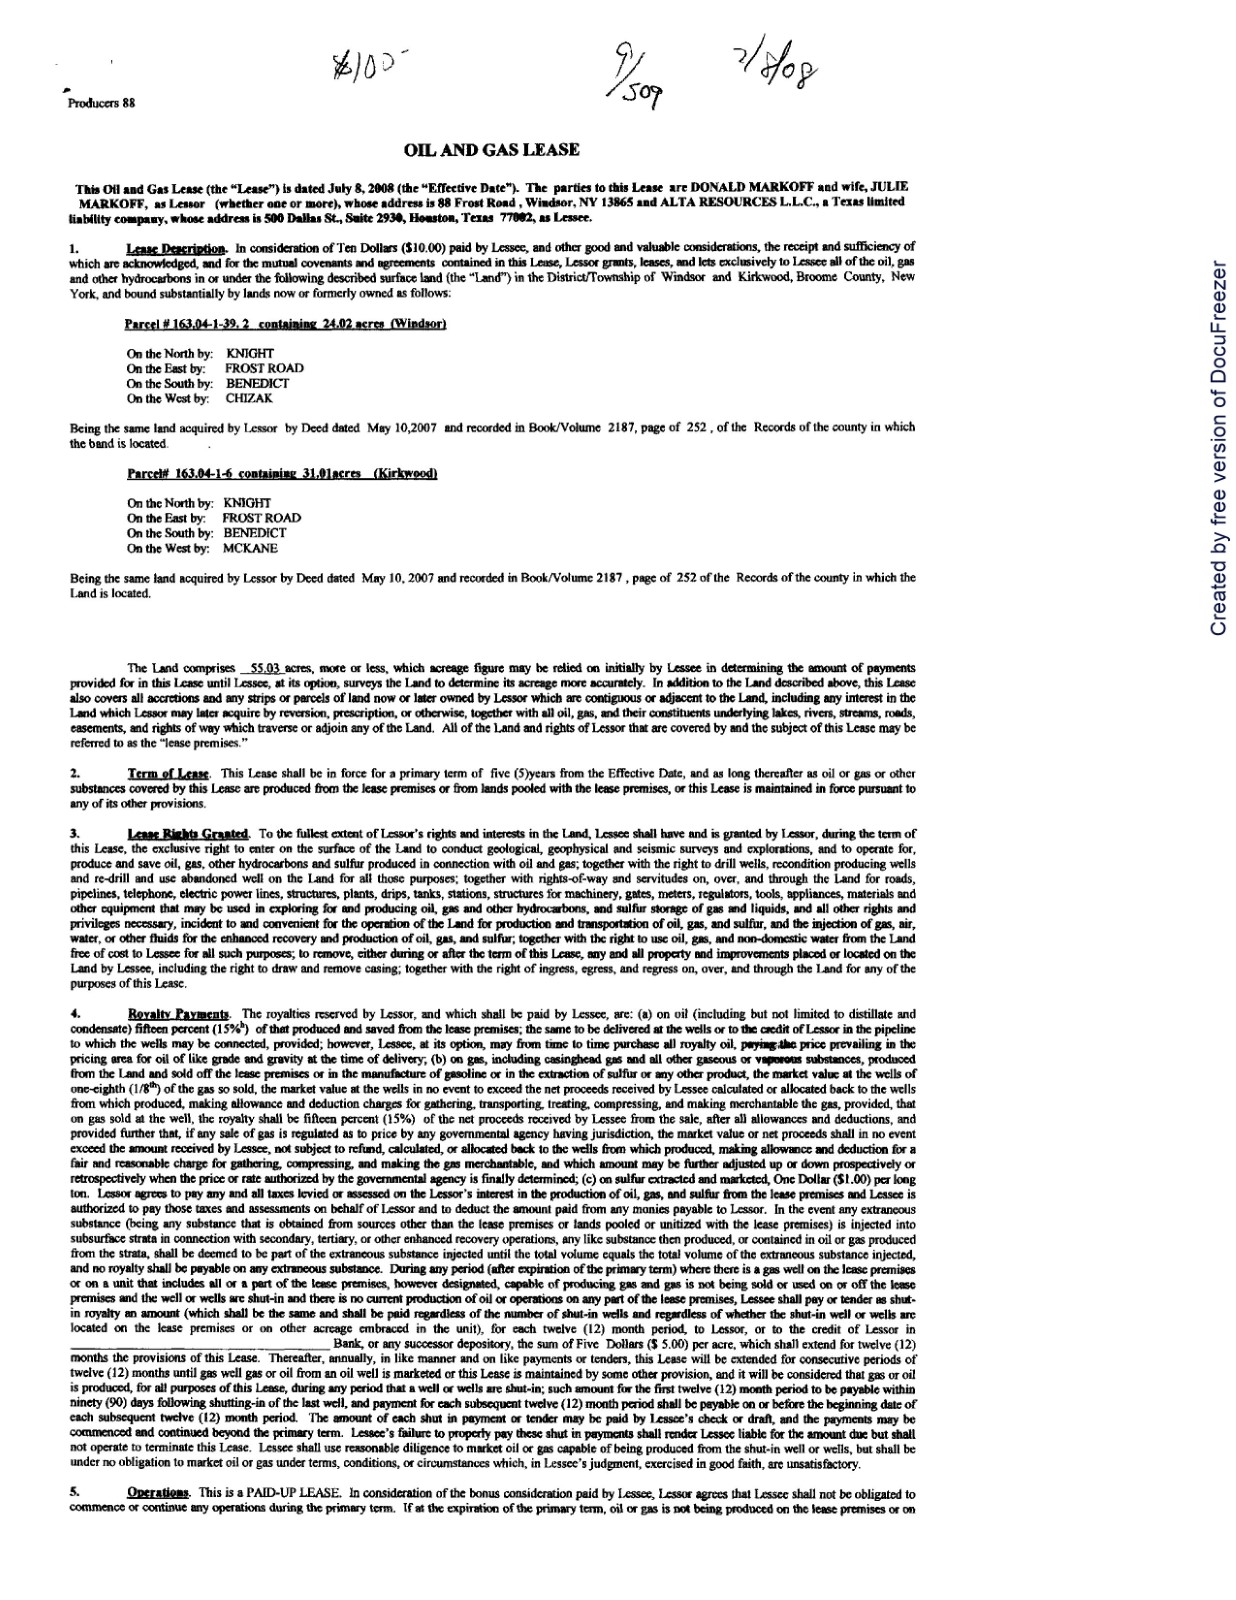 $100-
9/509
7/8/08
Producers 88
OIL AND GAS LEASE
This Oil and Gas Lease (the “Lease”) is dated July 8, 2008 (the “Effective Date”). The parties to this Lease are DONALD MARKOFF and wife, JULIE
MARKOFF, as Lessor (whether one or more), whose address is 88 Frost Road , Windsor, NY 13865 and ALTA RESOURCES L.L.C., a Texas limited
liability company, whose address is 500 Dallas St., Suite 2930, Houston, Texas 77002, as Lessee.
1. Lease Description. In consideration of Ten Dollars ($10.00) paid by Lessee, and other good and valuable considerations, the receipt and sufficiency of
which are acknowledged, and for the mutual covenants and agreements contained in this Lease, Lessor grants, leases, and lets exclusively to Lessee all of the oil, gas
and other hydrocarbons in or under the following described surface land (the “Land”) in the District/Township of Windsor and Kirkwood, Broome County, New
York, and bound substantially by lands now or formerly owned as follows:
Parcel # 163.04-1-39. 2 containing 24.02 acres (Windsor)
On the North by: KNIGHT
On the East by: FROST ROAD
On the South by: BENEDICT
On the West by: CHIZAK
Being the same land acquired by Lessor by Deed dated May 10,2007 and recorded in Book/Volume 2187, page of 252 , of the Records of the county in which
the band is located.
Parcel# 163.04-1-6 containing 31.01acres (Kirkwood)
On the North by: KNIGHT
On the East by: FROST ROAD
On the South by: BENEDICT
On the West by: MCKANE
Being the same land acquired by Lessor by Deed dated May 10, 2007 and recorded in Book/Volume 2187 , page of 252 of the Records of the county in which the
Land is located.
The Land comprises 55.03 acres, more or less, which acreage figure may be relied on initially by Lessee in determining the amount of payments
provided for in this Lease until Lessee, at its option, surveys the Land to determine its acreage more accurately. In addition to the Land described above, this Lease
also covers all accretions and any strips or parcels of land now or later owned by Lessor which are contiguous or adjacent to the Land, including any interest in the
Land which Lessor may later acquire by reversion, prescription, or otherwise, together with all oil, gas, and their constituents underlying lakes, rivers, streams, roads,
easements, and rights of way which traverse or adjoin any of the Land. All of the Land and rights of Lessor that are covered by and the subject of this Lease may be
referred to as the “lease premises.”
2. Term of Lease. This Lease shall be in force for a primary term of five (5)years from the Effective Date, and as long thereafter as oil or gas or other
substances covered by this Lease are produced from the lease premises or from lands pooled with the lease premises, or this Lease is maintained in force pursuant to
any of its other provisions.
3. Lease Rights Granted. To the fullest extent of Lessor’s rights and interests in the Land, Lessee shall have and is granted by Lessor, during the term of
this Lease, the exclusive right to enter on the surface of the Land to conduct geological, geophysical and seismic surveys and explorations, and to operate for,
produce and save oil, gas, other hydrocarbons and sulfur produced in connection with oil and gas; together with the right to drill wells, recondition producing wells
and re-drill and use abandoned well on the Land for all those purposes; together with rights-of-way and servitudes on, over, and through the Land for roads,
pipelines, telephone, electric power lines, structures, plants, drips, tanks, stations, structures for machinery, gates, meters, regulators, tools, appliances, materials and
other equipment that may be used in exploring for and producing oil, gas and other hydrocarbons, and sulfur storage of gas and liquids, and all other rights and
privileges necessary, incident to and convenient for the operation of the Land for production and transportation of oil, gas, and sulfur, and the injection of gas, air,
water, or other fluids for the enhanced recovery and production of oil, gas, and sulfur; together with the right to use oil, gas, and non-domestic water from the Land
free of cost to Lessee for all such purposes; to remove, either during or after the term of this Lease, any and all property and improvements placed or located on the
Land by Lessee, including the right to draw and remove casing; together with the right of ingress, egress, and regress on, over, and through the Land for any of the
purposes of this Lease.
4. Royalty Payments. The royalties reserved by Lessor, and which shall be paid by Lessee, are: (a) on oil (including but not limited to distillate and
condensate) fifteen percent (15%h) of that produced and saved from the lease premises; the same to be delivered at the wells or to the credit of Lessor in the pipeline
to which the wells may be connected, provided; however, Lessee, at its option, may from time to time purchase all royalty oil, paying the price prevailing in the
pricing area for oil of like grade and gravity at the time of delivery; (b) on gas, including casinghead gas and all other gaseous or vaporous substances, produced
from the Land and sold off the lease premises or in the manufacture of gasoline or in the extraction of sulfur or any other product, the market value at the wells of
one-eighth (1/8th) of the gas so sold, the market value at the wells in no event to exceed the net proceeds received by Lessee calculated or allocated back to the wells
from which produced, making allowance and deduction charges for gathering, transporting, treating, compressing, and making merchantable the gas, provided, that
on gas sold at the well, the royalty shall be fifteen percent (15%) of the net proceeds received by Lessee from the sale, after all allowances and deductions, and
provided further that, if any sale of gas is regulated as to price by any governmental agency having jurisdiction, the market value or net proceeds shall in no event
exceed the amount received by Lessee, not subject to refund, calculated, or allocated back to the wells from which produced, making allowance and deduction for a
fair and reasonable charge for gathering, compressing, and making the gas merchantable, and which amount may be further adjusted up or down prospectively or
retrospectively when the price or rate authorized by the governmental agency is finally determined; (c) on sulfur extracted and marketed, One Dollar ($1.00) per long
ton. Lessor agrees to pay any and all taxes levied or assessed on the Lessor’s interest in the production of oil, gas, and sulfur from the lease premises and Lessee is
authorized to pay those taxes and assessments on behalf of Lessor and to deduct the amount paid from any monies payable to Lessor. In the event any extraneous
substance (being any substance that is obtained from sources other than the lease premises or lands pooled or unitized with the lease premises) is injected into
subsurface strata in connection with secondary, tertiary, or other enhanced recovery operations, any like substance then produced, or contained in oil or gas produced
from the strata, shall be deemed to be part of the extraneous substance injected until the total volume equals the total volume of the extraneous substance injected,
and no royalty shall be payable on any extraneous substance. During any period (after expiration of the primary term) where there is a gas well on the lease premises
or on a unit that includes all or a part of the lease premises, however designated, capable of producing gas and gas is not being sold or used on or off the lease
premises and the well or wells are shut-in and there is no current production of oil or operations on any part of the lease premises, Lessee shall pay or tender as shut-
in royalty an amount (which shall be the same and shall be paid regardless of the number of shut-in wells and regardless of whether the shut-in well or wells are
located on the lease premises or on other acreage embraced in the unit), for each twelve (12) month period, to Lessor, or to the credit of Lessor in
Bank, or any successor depository, the sum of Five Dollars ($ 5.00) per acre, which shall extend for twelve (12)
months the provisions of this Lease. Thereafter, annually, in like manner and on like payments or tenders, this Lease will be extended for consecutive periods of
twelve (12) months until gas well gas or oil from an oil well is marketed or this Lease is maintained by some other provision, and it will be considered that gas or oil
is produced, for all purposes of this Lease, during any period that a well or wells are shut-in; such amount for the first twelve (12) month period to be payable within
ninety (90) days following shutting-in of the last well, and payment for each subsequent twelve (12) month period shall be payable on or before the beginning date of
each subsequent twelve (12) month period. The amount of each shut in payment or tender may be paid by Lessee’s check or draft, and the payments may be
commenced and continued beyond the primary term. Lessee’s failure to properly pay these shut in payments shall render Lessee liable for the amount due but shall
not operate to terminate this Lease. Lessee shall use reasonable diligence to market oil or gas capable of being produced from the shut-in well or wells, but shall be
under no obligation to market oil or gas under terms, conditions, or circumstances which, in Lessee’s judgment, exercised in good faith, are unsatisfactory.
5. Operations. This is a PAID-UP LEASE. In consideration of the bonus consideration paid by Lessee, Lessor agrees that Lessee shall not be obligated to
commence or continue any operations during the primary term. If at the expiration of the primary term, oil or gas is not being produced on the lease premises or on
Created by free version of DocuFreezer